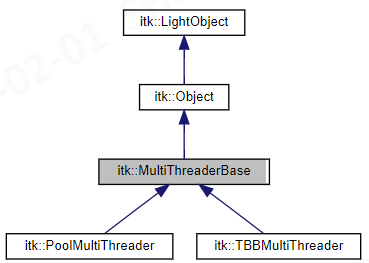 itk::LightObject
itk::Object
itk::MultiThreaderBase
itk::PoolMultiThreader
itk::TBBMultiThreader